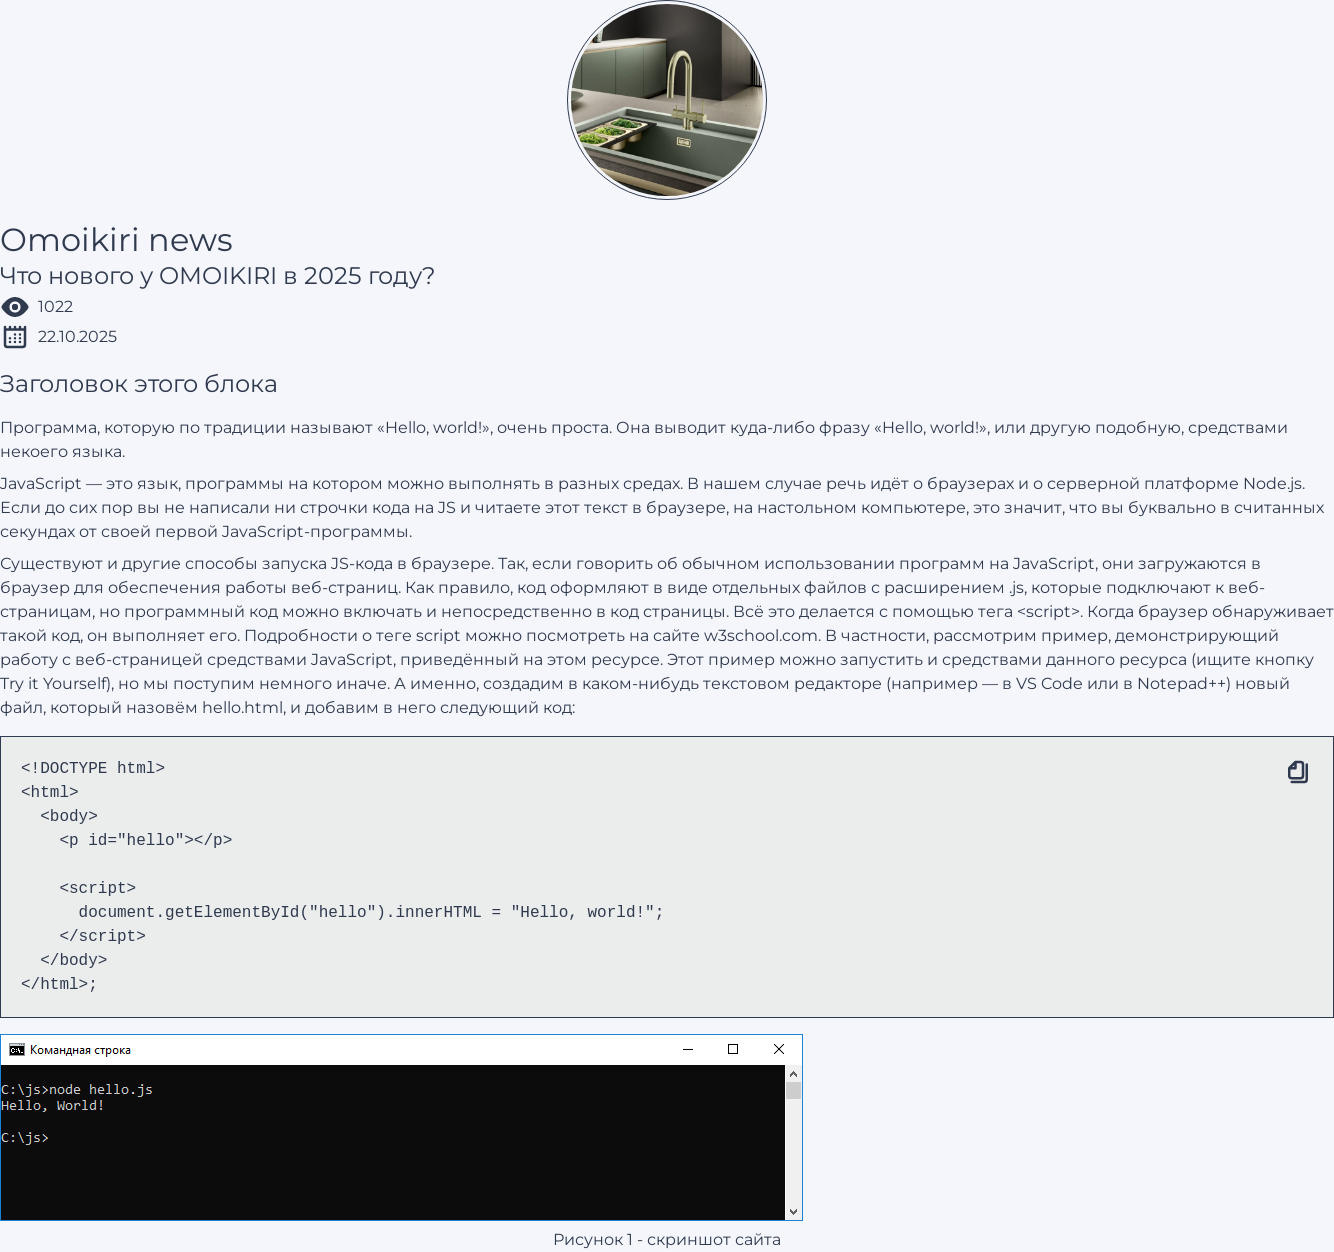 Omoikiri news
Что нового у OMOIKIRI в 2025 году?
1022
22.10.2025
Заголовок этого блока
Программа, которую по традиции называют «Hello, world!», очень проста. Она выводит куда-либо фразу «Hello, world!», или другую подобную, средствами
некоего языка.
JavaScript — это язык, программы на котором можно выполнять в разных средах. В нашем случае речь идёт о браузерах и о серверной платформе Node.js.
Если до сих пор вы не написали ни строчки кода на JS и читаете этот текст в браузере, на настольном компьютере, это значит, что вы буквально в считанных
секундах от своей первой JavaScript-программы.
Существуют и другие способы запуска JS-кода в браузере. Так, если говорить об обычном использовании программ на JavaScript, они загружаются в
браузер для обеспечения работы веб-страниц. Как правило, код оформляют в виде отдельных файлов с расширением .js, которые подключают к веб-
страницам, но программный код можно включать и непосредственно в код страницы. Всё это делается с помощью тега <script>. Когда браузер обнаруживает
такой код, он выполняет его. Подробности о теге script можно посмотреть на сайте w3school.com. В частности, рассмотрим пример, демонстрирующий
работу с веб-страницей средствами JavaScript, приведённый на этом ресурсе. Этот пример можно запустить и средствами данного ресурса (ищите кнопку
Try it Yourself), но мы поступим немного иначе. А именно, создадим в каком-нибудь текстовом редакторе (например — в VS Code или в Notepad++) новый
файл, который назовём hello.html, и добавим в него следующий код:
<!DOCTYPE html>
<html>
  <body>
    <p id="hello"></p>

    <script>
      document.getElementById("hello").innerHTML = "Hello, world!";
    </script>
  </body>
</html>;
Командная строка
C:\js>node hello.js
Hello, World!
C:\js>
Рисунок 1 - скриншот сайта